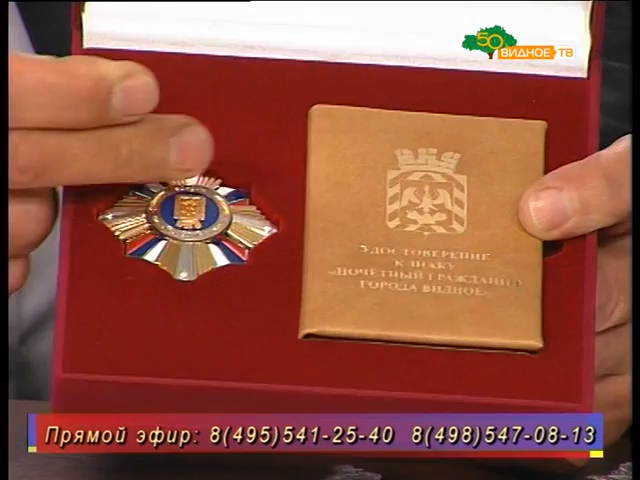 50
ВИДНОЕ ТВ
УДОСТОВЕРЕНИЕ
К ЗНАКУ
«ПОЧЁТНЫЙ ГРАЖДАНИН
ГОРОДА ВИДНОЕ»
Прямой эфир: 8(495)541-25-40 8(498)547-08-13